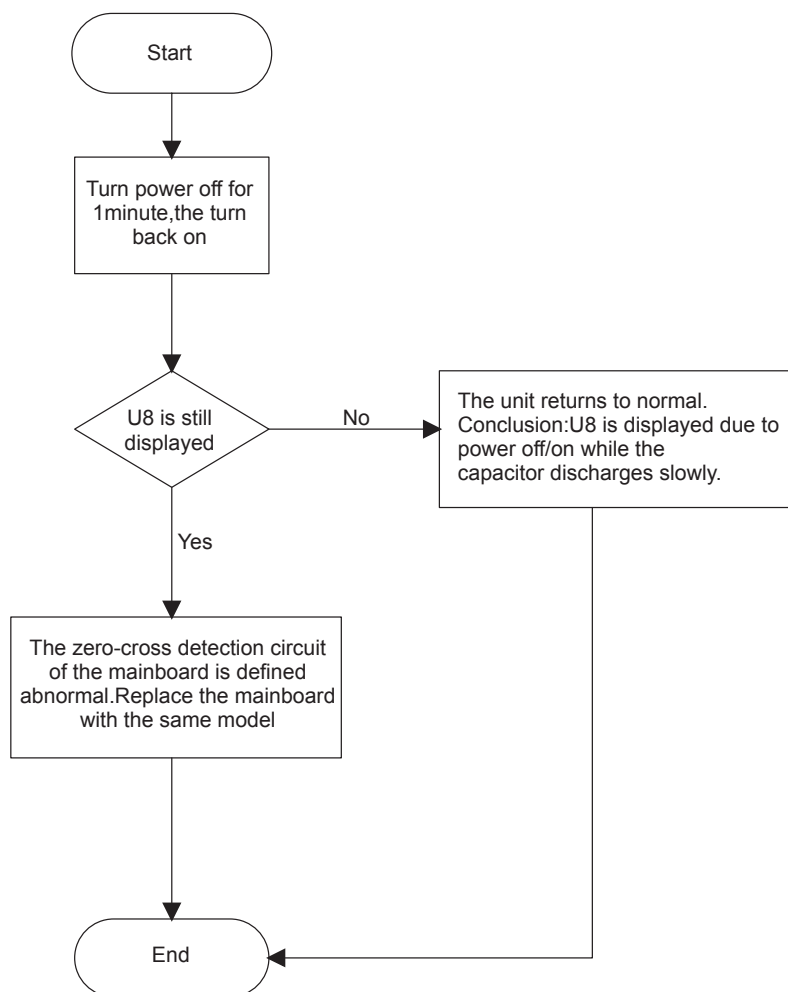 Start
Turn power off for
1minute,the turn
back on
U8 is still
displayed
No
The unit returns to normal.
Conclusion:U8 is displayed due to
power off/on while the
capacitor discharges slowly.
Yes
The zero-cross detection circuit
of the mainboard is defined
abnormal.Replace the mainboard
with the same model
End